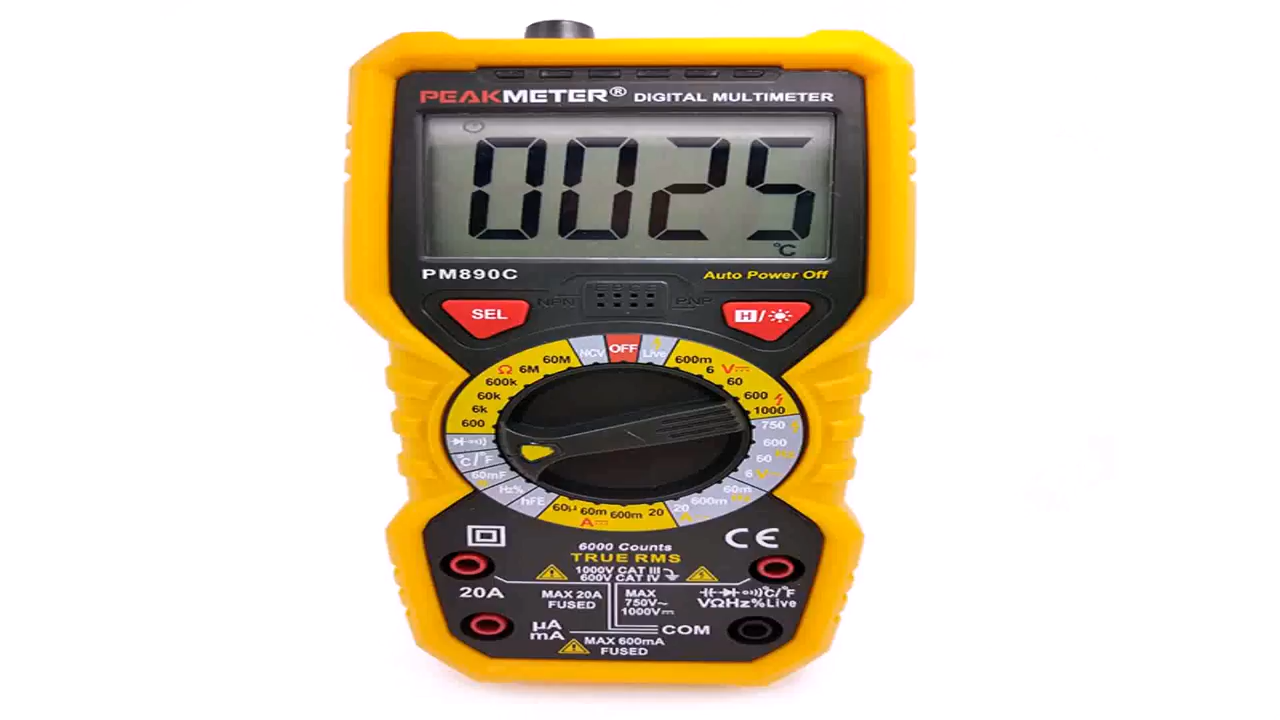 PEAKMETER® DIGITAL MULTIMETER
0025
°C
PM890C
Auto Power Off
SEL
NPN
E B C E
PNP
H/
NCV
OFF
Live
60M
Ω 6M
600k
60k
6k
600
°C/°F
60mF
Hz%
hFE
600m
6 V
60
600
1000
750
600
60 Hz
6 V~
60m
600m
20
60µ 60m 600m 20
A
CE
6000 Counts
TRUE RMS
1000V CAT III
600V CAT IV
20A
MAX 20A
FUSED
MAX
750V~
1000V
°C/°F
VΩHz%Live
µA
mA
COM
MAX 600mA
FUSED